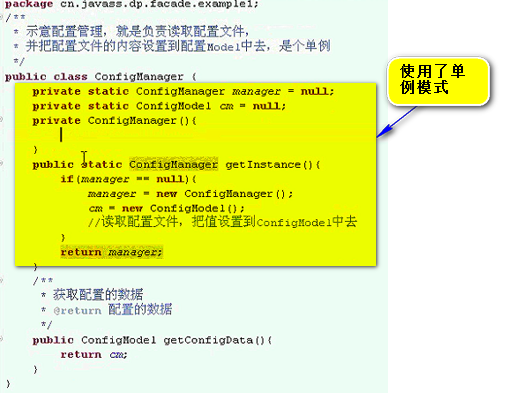 package cn.javass.dp.facade.example1;
/**
 * 示意配置管理，就是负责读取配置文件，
 * 并把配置文件的内容设置到配置Model中去，是个单例
 */
public class ConfigManager {
    private static ConfigManager manager = null;
    private static ConfigModel cm = null;
    private ConfigManager(){
    }
    public static ConfigManager getInstance(){
        if(manager == null){
            manager = new ConfigManager();
            cm = new ConfigModel();
            //读取配置文件，把值设置到ConfigModel中去
        }
        return manager;
    }
    /**
     * 获取配置的数据
     * @return 配置的数据
     */
    public ConfigModel getConfigData(){
        return cm;
    }
}
使用了单
例模式